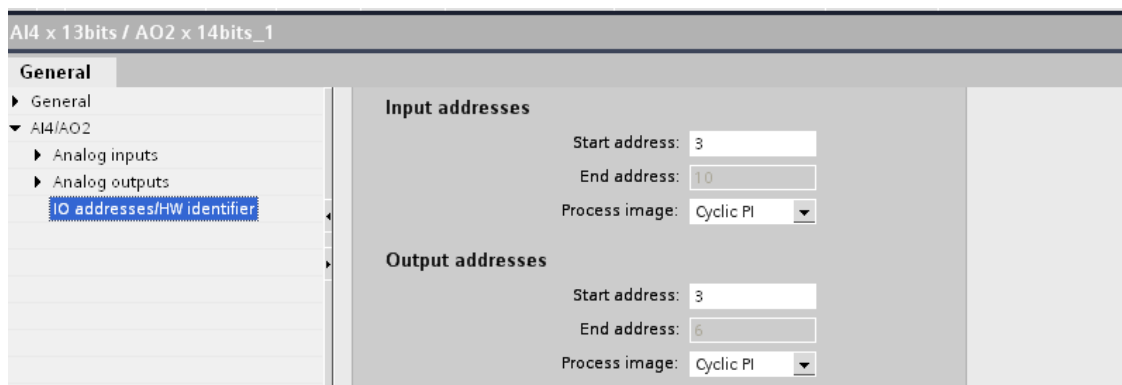 AI4 x 13bits / AO2 x 14bits_1
General
General
AI4/AO2
Analog inputs
Analog outputs
IO addresses/HW identifier
Input addresses
Start address: 3
End address: 10
Process image: Cyclic PI
Output addresses
Start address: 3
End address: 6
Process image: Cyclic PI